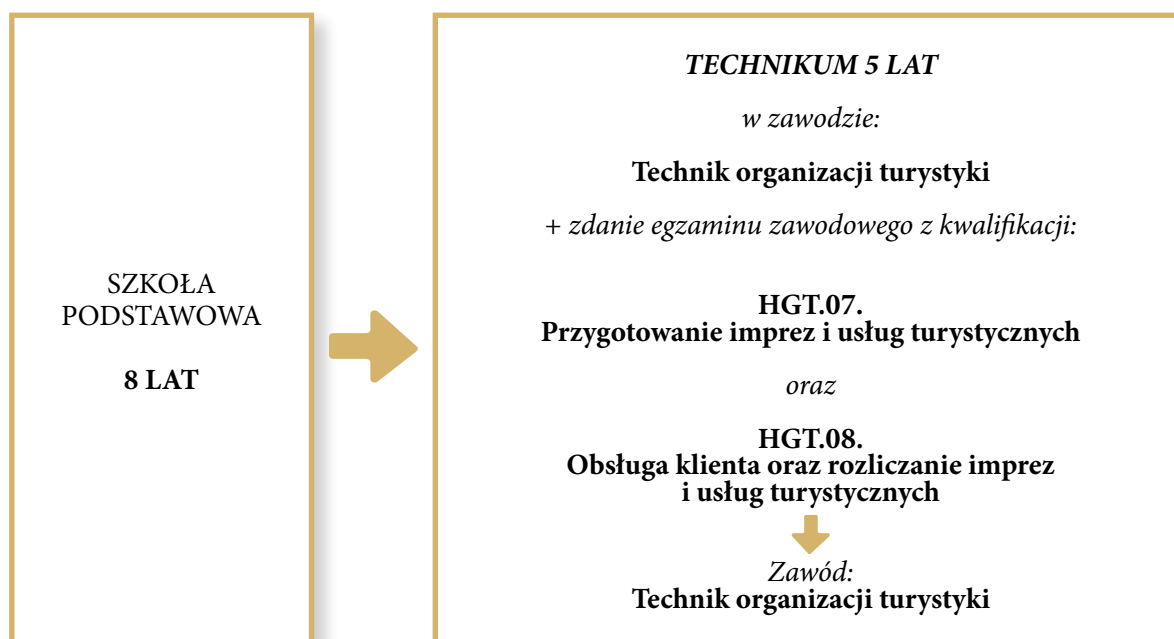 SZKOŁA
PODSTAWOWA
8 LAT
TECHNIKUM 5 LAT
w zawodzie:
Technik organizacji turystyki
+ zdanie egzaminu zawodowego z kwalifikacji:
HGT.07.
Przygotowanie imprez i usług turystycznych
oraz
HGT.08.
Obsługa klienta oraz rozliczanie imprez
i usług turystycznych
Zawód:
Technik organizacji turystyki